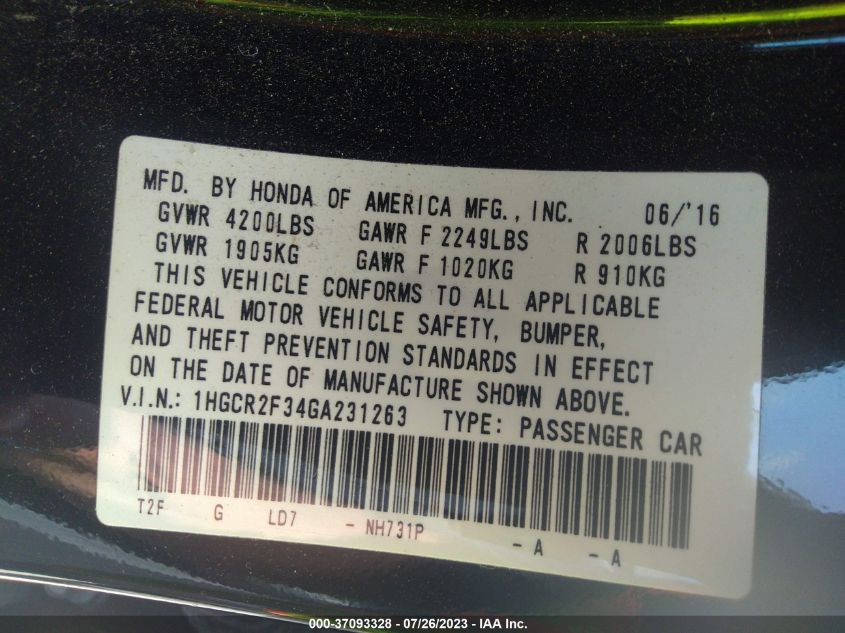 MFD. BY HONDA OF AMERICA MFG., INC. 06/'16
GVWR 4200LBS GAWR F 2249LBS R 2006LBS
GVWR 1905KG GAWR F 1020KG R 910KG
THIS VEHICLE CONFORMS TO ALL APPLICABLE
FEDERAL MOTOR VEHICLE SAFETY, BUMPER,
AND THEFT PREVENTION STANDARDS IN EFFECT
ON THE DATE OF MANUFACTURE SHOWN ABOVE.
V.I.N.: 1HGCR2F34GA231263 TYPE: PASSENGER CAR
T2F G LD7 - NH731P - A - A
000-37093328 - 07/26/2023 - IAA Inc.